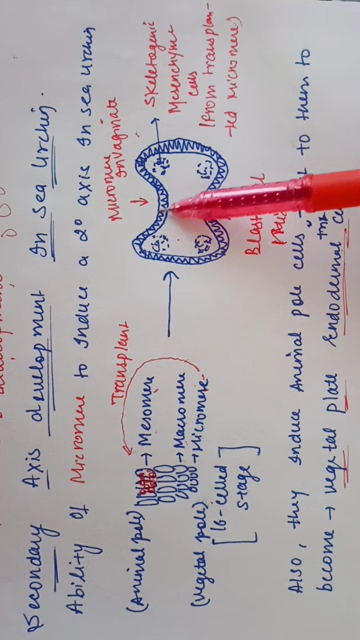 Secondary Axis development In Sea Urchin.
Ability of Micromere to Induce a 2° axis In Sea Urchin
Transplant
(Animal pole)
→ Mesomere
→ Macromere
→ Micromere
(Vegetal pole)
[16-celled stage]
Micromere Invaginate
Skeletogenic
Mesenchyme
cells
(from transplan-
-ted micromere)
Also, they induce Animal pole cells to them to
become → Vegetal plate Endodermal